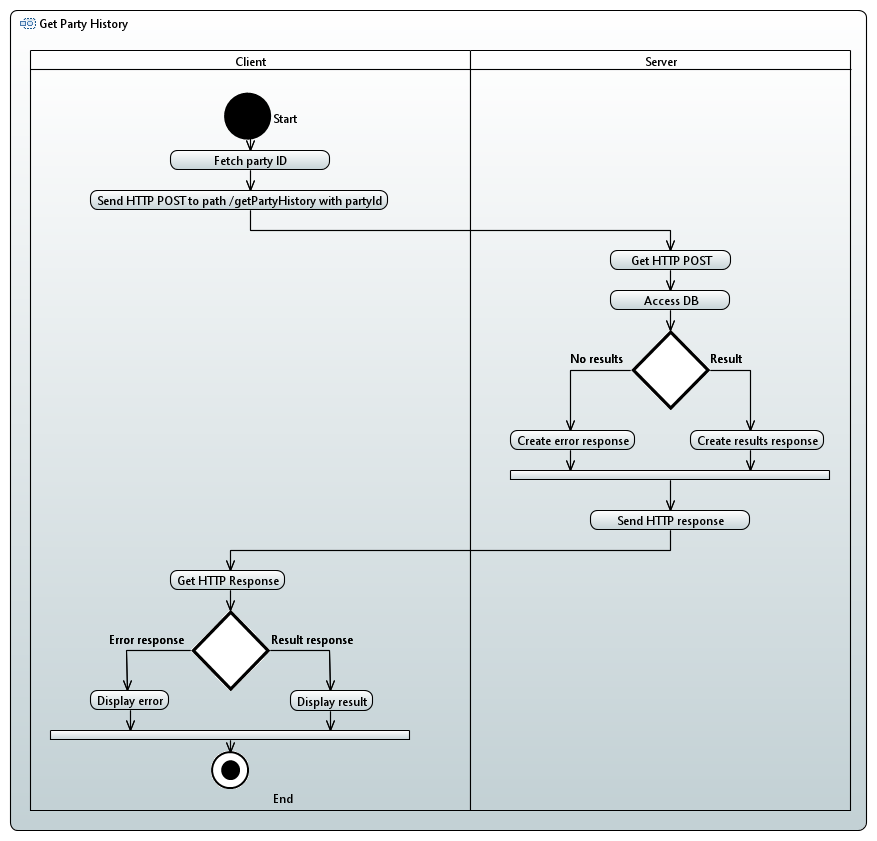 Get Party History
Client
Server
Start
Fetch party ID
Send HTTP POST to path /getPartyHistory with partyId
Get HTTP POST
Access DB
No results
Result
Create error response
Create results response
Send HTTP response
Get HTTP Response
Error response
Result response
Display error
Display result
End